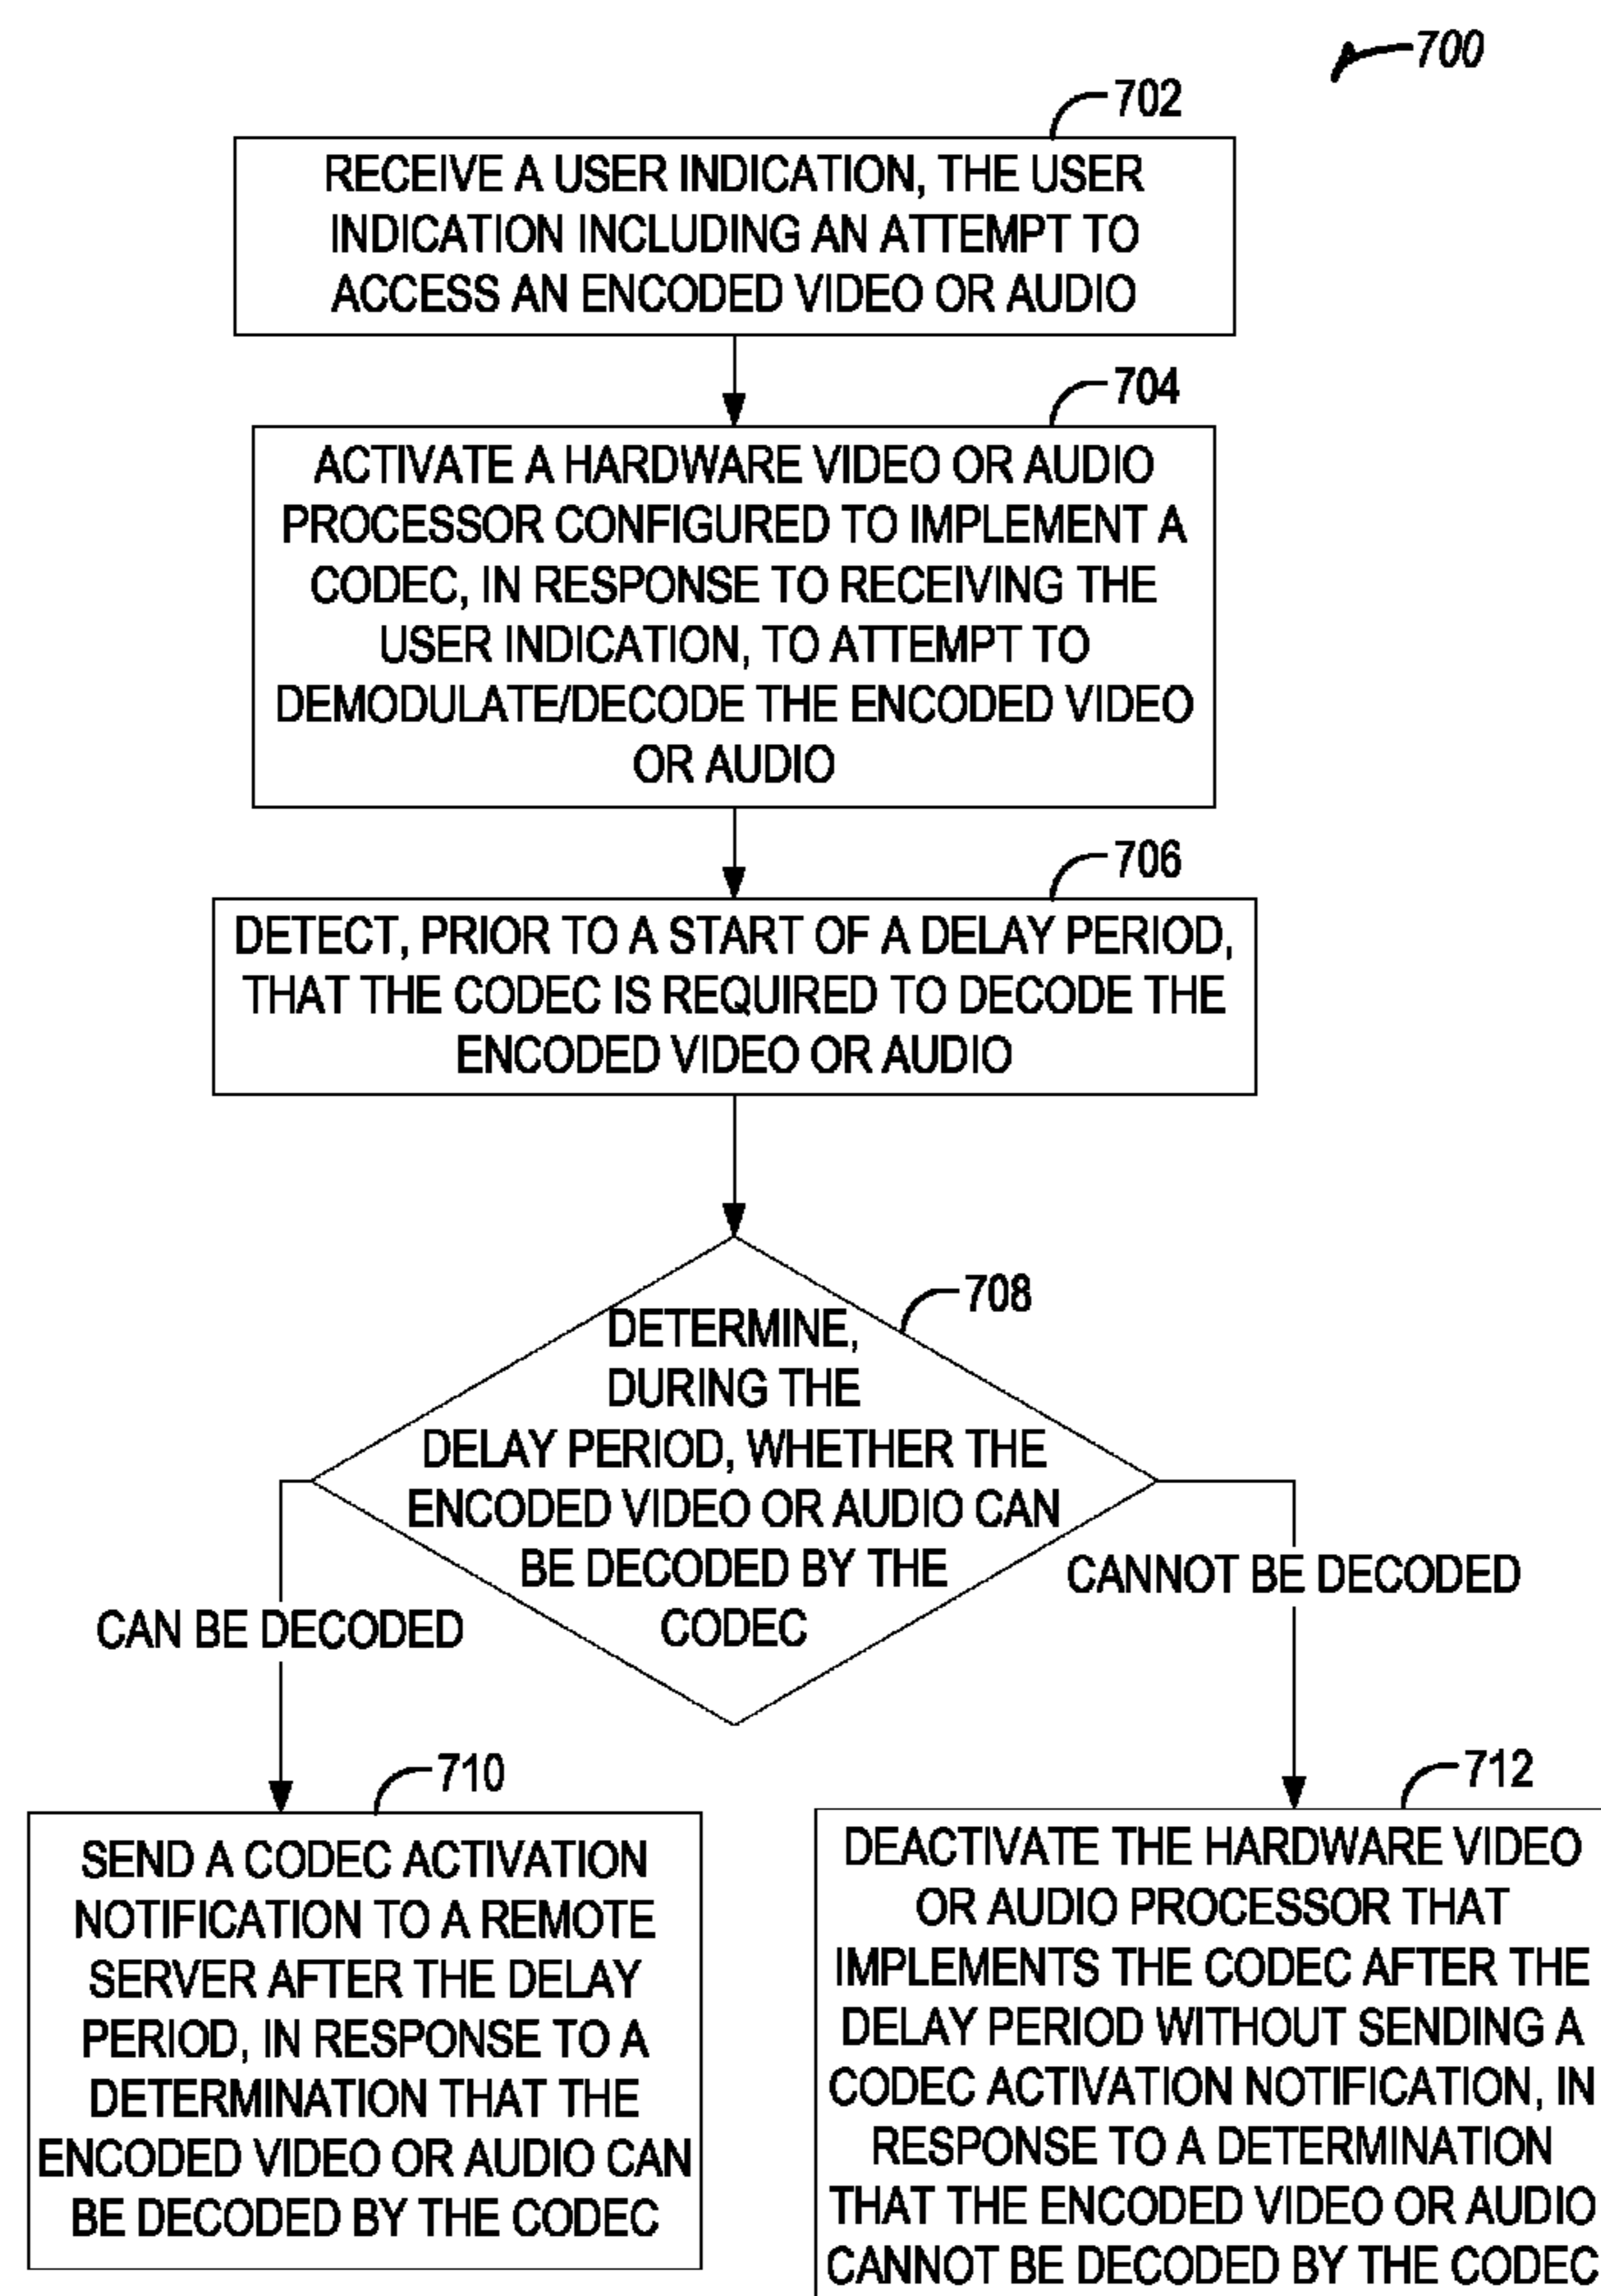 700
702
RECEIVE A USER INDICATION, THE USER
INDICATION INCLUDING AN ATTEMPT TO
ACCESS AN ENCODED VIDEO OR AUDIO
704
ACTIVATE A HARDWARE VIDEO OR AUDIO
PROCESSOR CONFIGURED TO IMPLEMENT A
CODEC, IN RESPONSE TO RECEIVING THE
USER INDICATION, TO ATTEMPT TO
DEMODULATE/DECODE THE ENCODED VIDEO
OR AUDIO
706
DETECT, PRIOR TO A START OF A DELAY PERIOD,
THAT THE CODEC IS REQUIRED TO DECODE THE
ENCODED VIDEO OR AUDIO
708
DETERMINE,
DURING THE
DELAY PERIOD, WHETHER THE
ENCODED VIDEO OR AUDIO CAN
BE DECODED BY THE
CODEC
CAN BE DECODED
CANNOT BE DECODED
710
SEND A CODEC ACTIVATION
NOTIFICATION TO A REMOTE
SERVER AFTER THE DELAY
PERIOD, IN RESPONSE TO A
DETERMINATION THAT THE
ENCODED VIDEO OR AUDIO CAN
BE DECODED BY THE CODEC
712
DEACTIVATE THE HARDWARE VIDEO
OR AUDIO PROCESSOR THAT
IMPLEMENTS THE CODEC AFTER THE
DELAY PERIOD WITHOUT SENDING A
CODEC ACTIVATION NOTIFICATION, IN
RESPONSE TO A DETERMINATION
THAT THE ENCODED VIDEO OR AUDIO
CANNOT BE DECODED BY THE CODEC